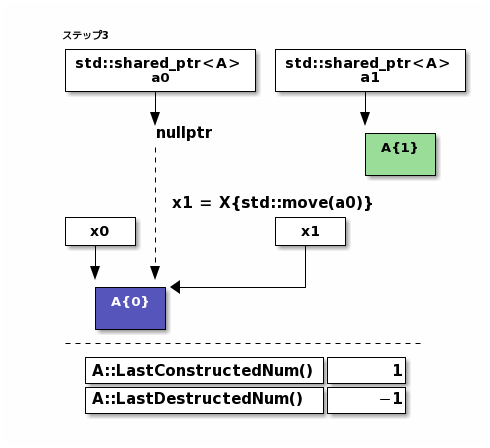 ステップ3
std::shared_ptr<A>
a0
std::shared_ptr<A>
a1
nullptr
A{1}
x1 = X{std::move(a0)}
x0
x1
A{0}
A::LastConstructedNum() 1
A::LastDestructedNum() −1